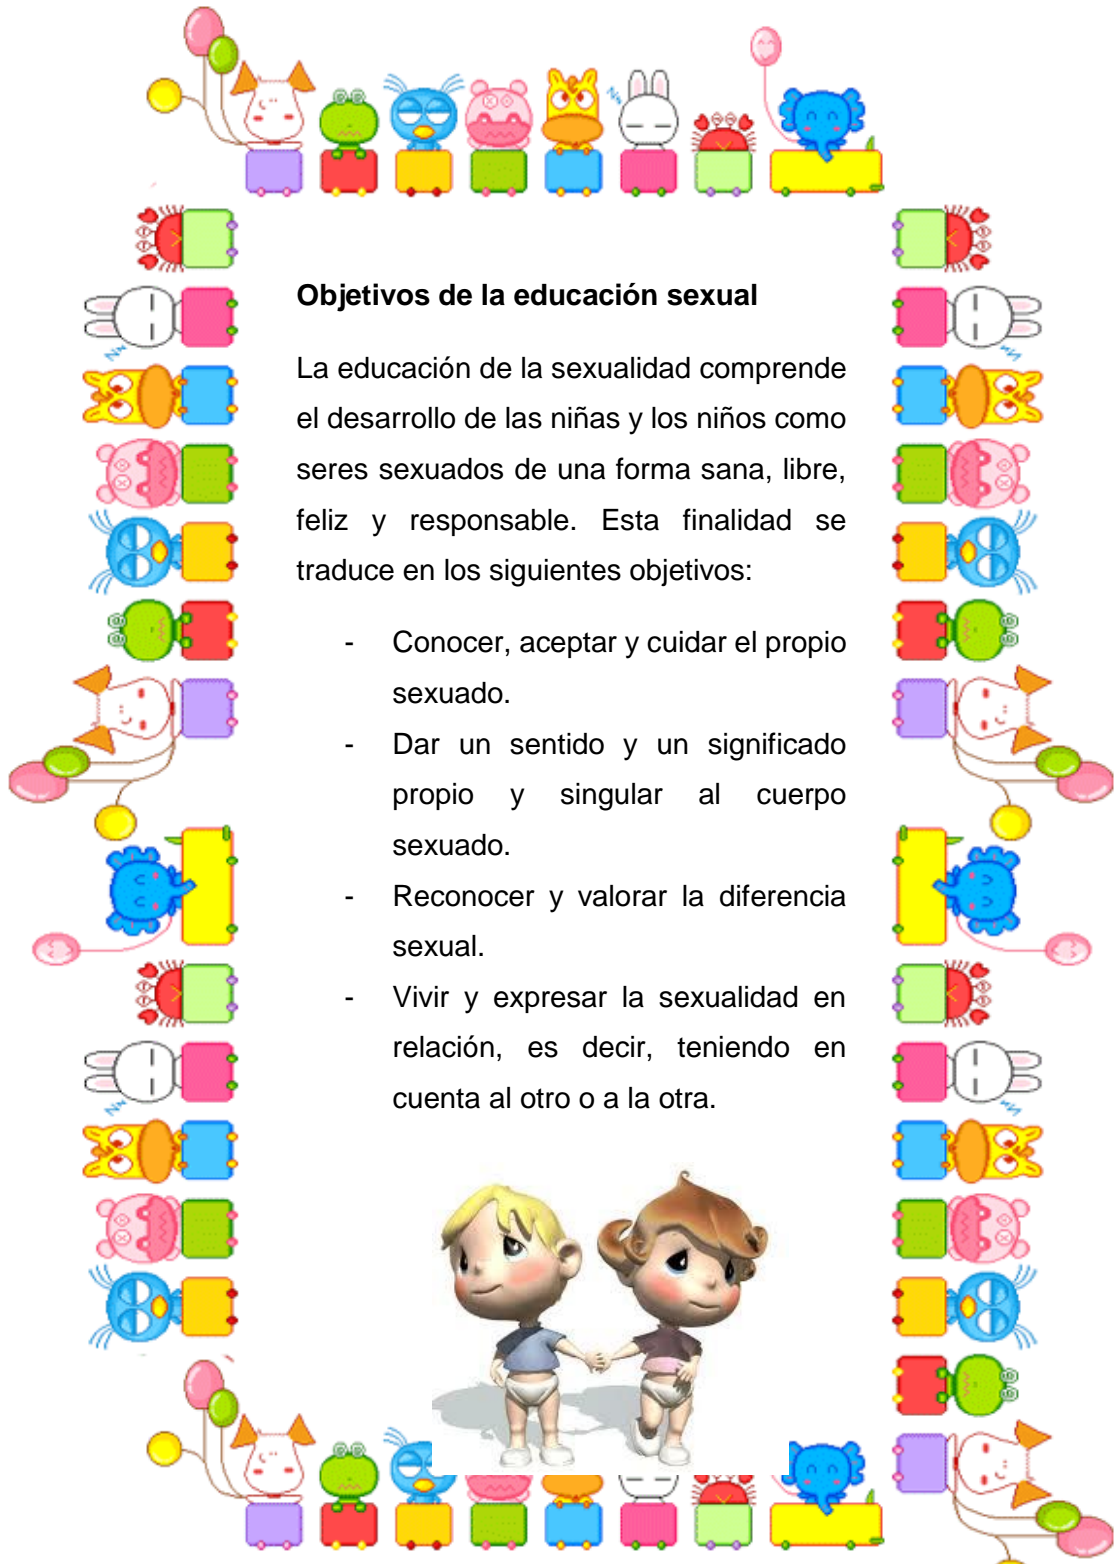 Objetivos de la educación sexual
La educación de la sexualidad comprende
el desarrollo de las niñas y los niños como
seres sexuados de una forma sana, libre,
feliz y responsable. Esta finalidad se
traduce en los siguientes objetivos:
- Conocer, aceptar y cuidar el propio
sexuado.
- Dar un sentido y un significado
propio y singular al cuerpo
sexuado.
- Reconocer y valorar la diferencia
sexual.
- Vivir y expresar la sexualidad en
relación, es decir, teniendo en
cuenta al otro o a la otra.